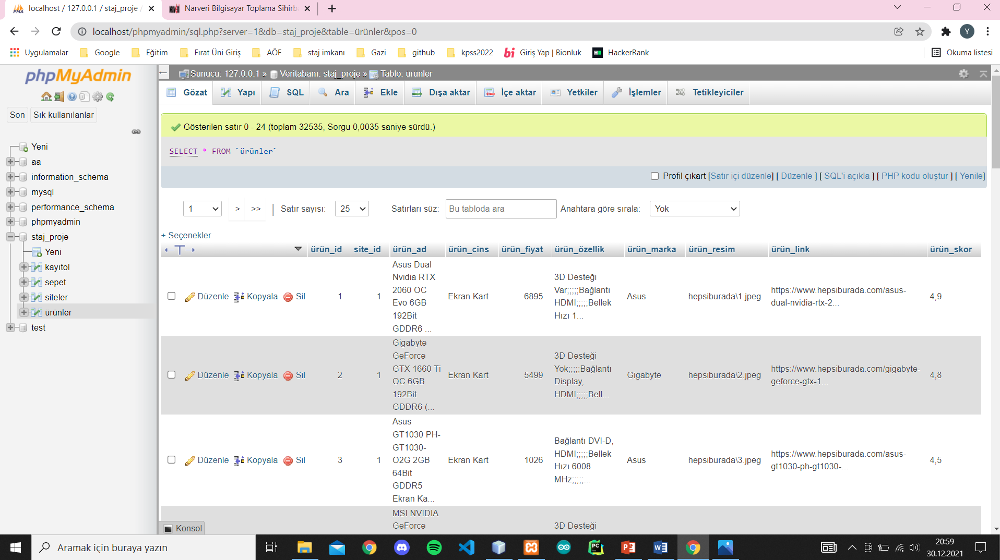 localhost / 127.0.0.1 / staj_proje /
Narveri Bilgisayar Toplama Sihirb
localhost/phpmyadmin/sql.php?server=1&db=staj_proje&table=ürünler&pos=0
Y
Uygulamalar Google Eğitim Fırat Üni Giriş AÖF staj imkanı Gazi github kpss2022 Giriş Yap | Bionluk HackerRank Okuma listesi
phpMyAdmin
Son Sık kullanılanlar
Yeni
aa
information_schema
mysql
performance_schema
phpmyadmin
staj_proje
Yeni
kayıtol
sepet
siteler
ürünler
test
Sunucu: 127.0.0.1 » Veritabanı: staj_proje » Tablo: ürünler
Gözat Yapı SQL Ara Ekle Dışa aktar İçe aktar Yetkiler İşlemler Tetikleyiciler
Gösterilen satır 0 - 24 (toplam 32535, Sorgu 0,0035 saniye sürdü.)
SELECT * FROM `ürünler`
Profil çıkart [Satır içi düzenle] [ Düzenle ] [ SQL'i açıkla ] [ PHP kodu oluştur ] [ Yenile]
1 > >> | Satır sayısı: 25 Satırları süz: Bu tabloda ara Anahtara göre sırala: Yok
+ Seçenekler
←T→ ürün_id site_id ürün_ad ürün_cins ürün_fiyat ürün_özellik ürün_marka ürün_resim ürün_link ürün_skor
Düzenle Kopyala Sil
1
1
Asus Dual
Nvidia RTX
2060 OC
Evo 6GB
192Bit
GDDR6 ...
Ekran Kart
6895
3D Desteği
Var;;;;;Bağlantı
HDMI;;;;;Bellek
Hızı 1...
Asus
hepsiburada\1.jpeg
https://www.hepsiburada.com/asus-
dual-nvidia-rtx-2...
4,9
Düzenle Kopyala Sil
2
1
Gigabyte
GeForce
GTX 1660 Ti
OC 6GB
192Bit
GDDR6 (...
Ekran Kart
5499
3D Desteği
Yok;;;;;Bağlantı
Display,
HDMI;;;;;Bell...
Gigabyte
hepsiburada\2.jpeg
https://www.hepsiburada.com/gigabyte-
geforce-gtx-1...
4,8
Düzenle Kopyala Sil
3
1
Asus
GT1030 PH-
GT1030-
O2G 2GB
64Bit
GDDR5
Ekran Ka...
Ekran Kart
1026
Bağlantı DVI-D,
HDMI;;;;;Bellek
Hızı 6008
MHz;;;;;...
Asus
hepsiburada\3.jpeg
https://www.hepsiburada.com/asus-
gt1030-ph-gt1030-...
4,5
MSI NVIDIA
GeForce
3D Desteği
Konsol
Aramak için buraya yazın
20:59
30.12.2021